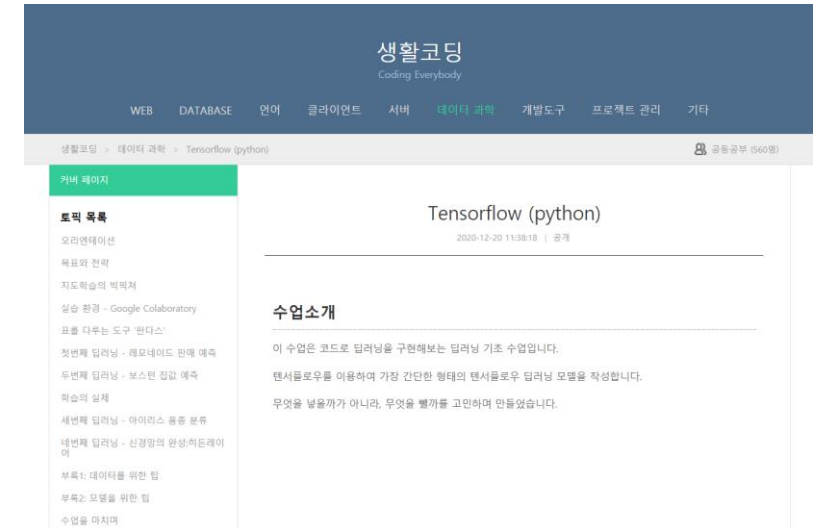 생활코딩
Coding Everybody
WEB DATABASE 언어 클라이언트 서버 데이터 과학 개발도구 프로젝트 관리 기타
생활코딩 > 데이터 과학 > Tensorflow (python)
공동공부 (560명)
커버 페이지
토픽 목록
오리엔테이션
목표와 전략
지도학습의 빅픽쳐
실습 환경 - Google Colaboratory
표를 다루는 도구 '판다스'
첫번째 딥러닝 - 레모네이드 판매 예측
두번째 딥러닝 - 보스턴 집값 예측
학습의 실제
세번째 딥러닝 - 아이리스 품종 분류
네번째 딥러닝 - 신경망의 완성:히든레이
어
부록1: 데이터를 위한 팁
부록2: 모델을 위한 팁
수업을 마치며
Tensorflow (python)
2020-12-20 11:38:18 | 공개
수업소개
이 수업은 코드로 딥러닝을 구현해보는 딥러닝 기초 수업입니다.
텐서플로우를 이용하여 가장 간단한 형태의 텐서플로우 딥러닝 모델을 작성합니다.
무엇을 넣을까가 아니라, 무엇을 뺄까를 고민하며 만들었습니다.